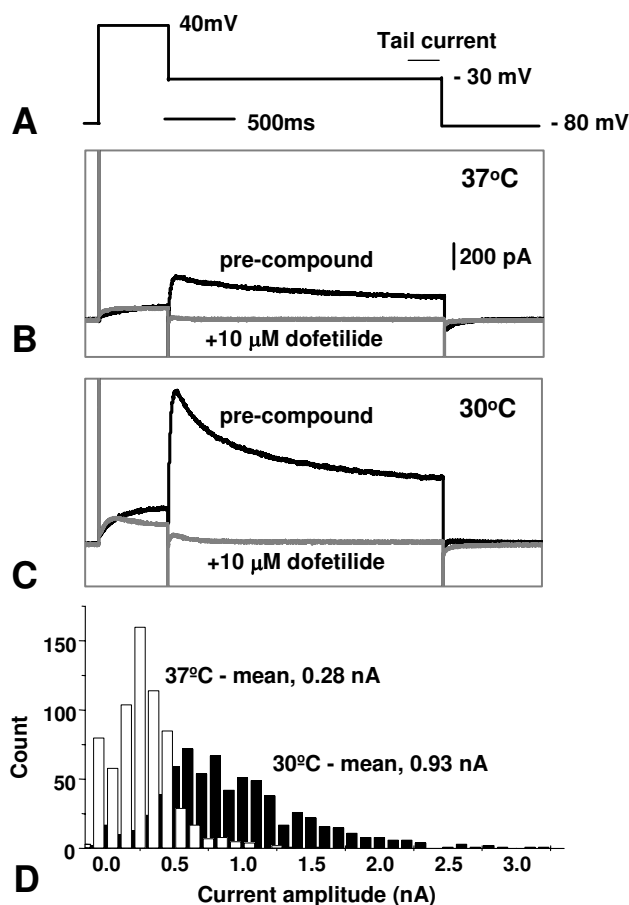 40mV
Tail current
- 30 mV
A
500ms
- 80 mV
37ºC
pre-compound
200 pA
+10 μM dofetilide
B
30ºC
pre-compound
+10 μM dofetilide
C
150
37ºC - mean, 0.28 nA
100
Count
30ºC - mean, 0.93 nA
50
0
0.0 0.5 1.0 1.5 2.0 2.5 3.0
D
Current amplitude (nA)